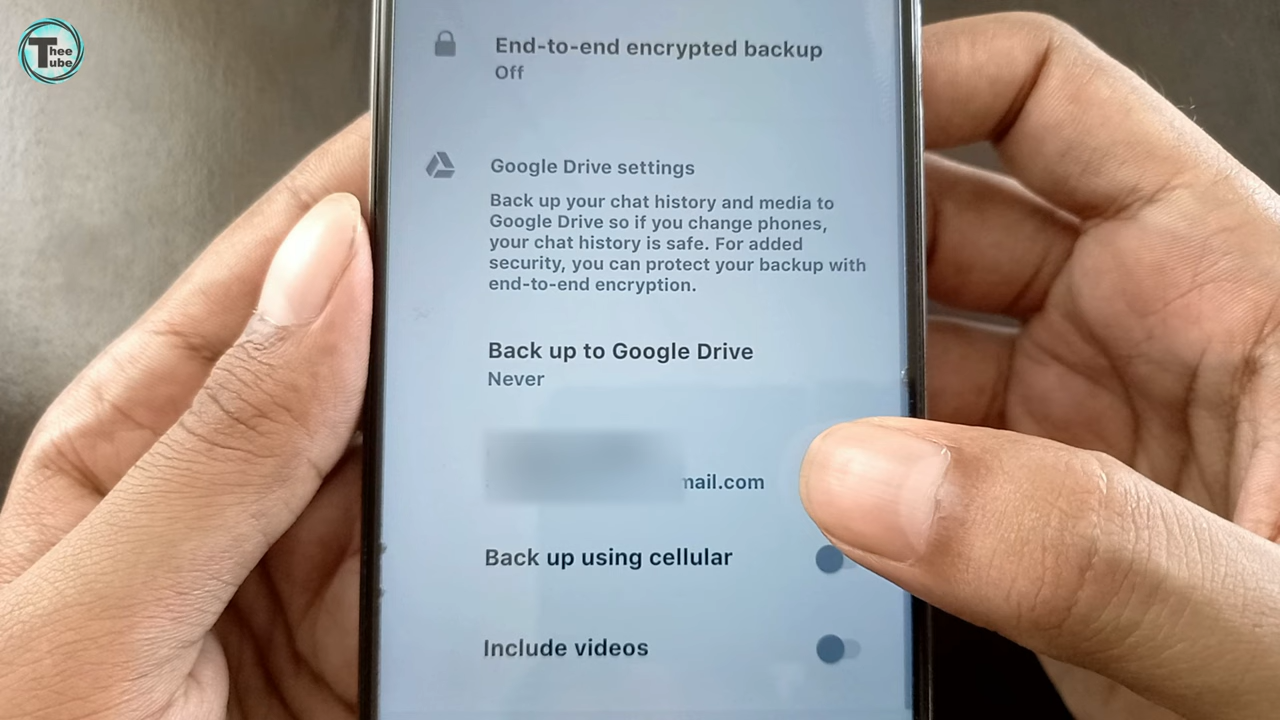 Thee
Tube
End-to-end encrypted backup
Off
Google Drive settings
Back up your chat history and media to
Google Drive so if you change phones,
your chat history is safe. For added
security, you can protect your backup with
end-to-end encryption.
Back up to Google Drive
Never
mail.com
Back up using cellular
Include videos